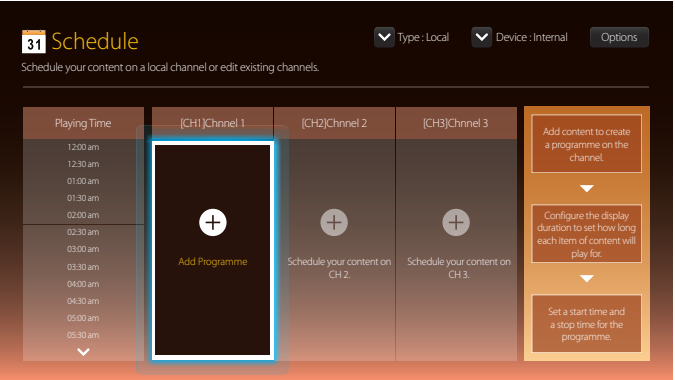 31 Schedule
Type : Local
Device : Internal
Options
Schedule your content on a local channel or edit existing channels.
Playing Time
[CH1]Chnnel 1
[CH2]Chnnel 2
[CH3]Chnnel 3
12:00 am
12:30 am
01:00 am
01:30 am
02:00 am
02:30 am
03:00 am
03:30 am
04:00 am
04:30 am
05:00 am
05:30 am
Add Programme
Schedule your content on
CH 2.
Schedule your content on
CH 3.
Add content to create
a programme on the
channel.
Configure the display
duration to set how long
each item of content will
play for.
Set a start time and
a stop time for the
programme.